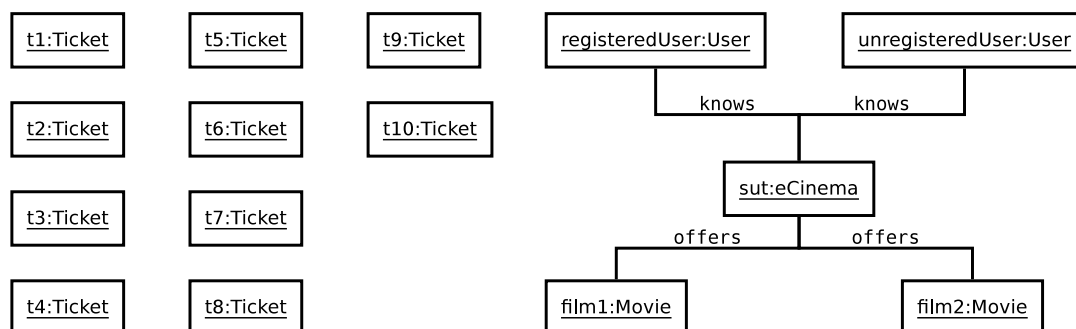 t1:Ticket
t5:Ticket
t9:Ticket
registeredUser:User
unregisteredUser:User
t2:Ticket
t6:Ticket
t10:Ticket
knows
knows
sut:eCinema
t3:Ticket
t7:Ticket
offers
offers
t4:Ticket
t8:Ticket
film1:Movie
film2:Movie